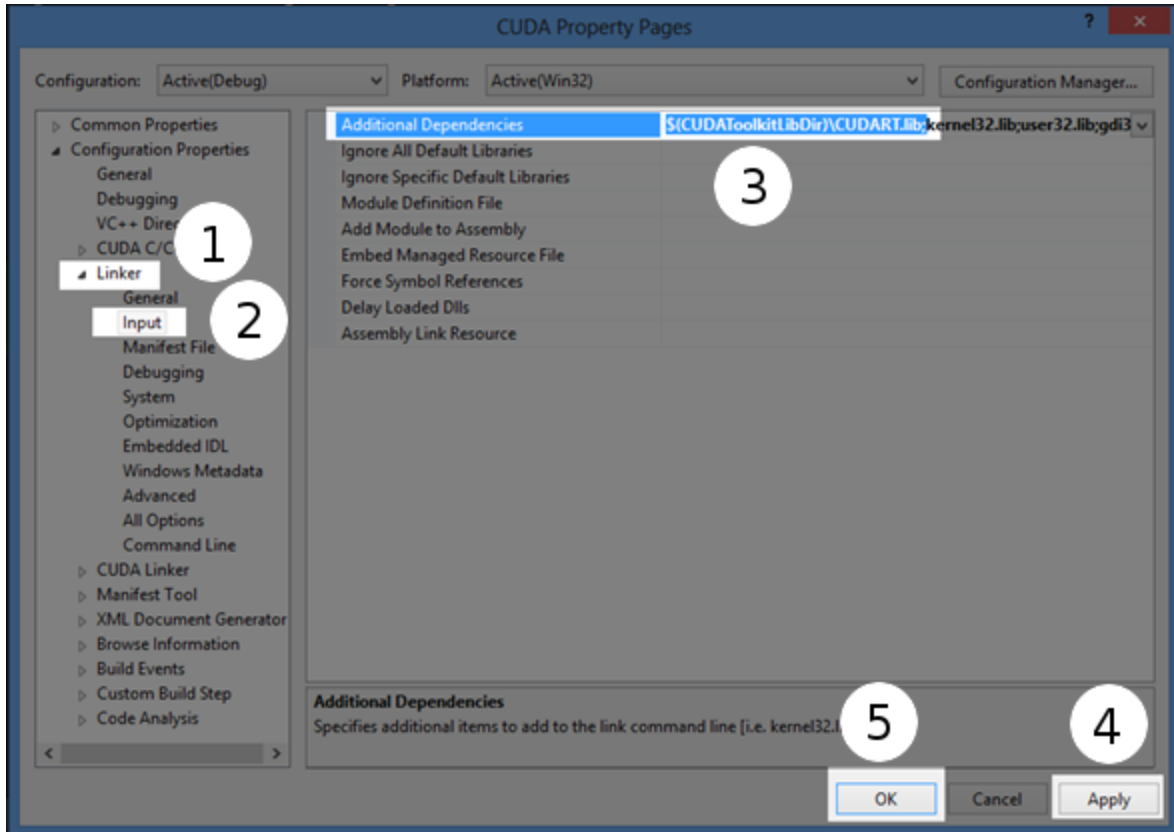 CUDA Property Pages
?
×
Configuration: Active(Debug) Platform: Active(Win32) Configuration Manager...
Common Properties
Configuration Properties
General
Debugging
VC++ Direc
CUDA C/C
1
Linker
General
2
Input
Manifest File
Debugging
System
Optimization
Embedded IDL
Windows Metadata
Advanced
All Options
Command Line
CUDA Linker
Manifest Tool
XML Document Generator
Browse Information
Build Events
Custom Build Step
Code Analysis
Additional Dependencies $(CUDAToolkitLibDir)\CUDART.lib;kernel32.lib;user32.lib;gdi3
Ignore All Default Libraries
3
Ignore Specific Default Libraries
Module Definition File
Add Module to Assembly
Embed Managed Resource File
Force Symbol References
Delay Loaded Dlls
Assembly Link Resource
Additional Dependencies
Specifies additional items to add to the link command line [i.e. kernel32.l
5
4
OK Cancel Apply